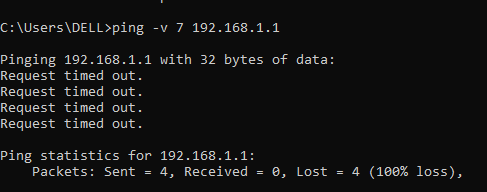 C:\Users\DELL>ping -v 7 192.168.1.1
Pinging 192.168.1.1 with 32 bytes of data:
Request timed out.
Request timed out.
Request timed out.
Request timed out.
Ping statistics for 192.168.1.1:
    Packets: Sent = 4, Received = 0, Lost = 4 (100% loss),